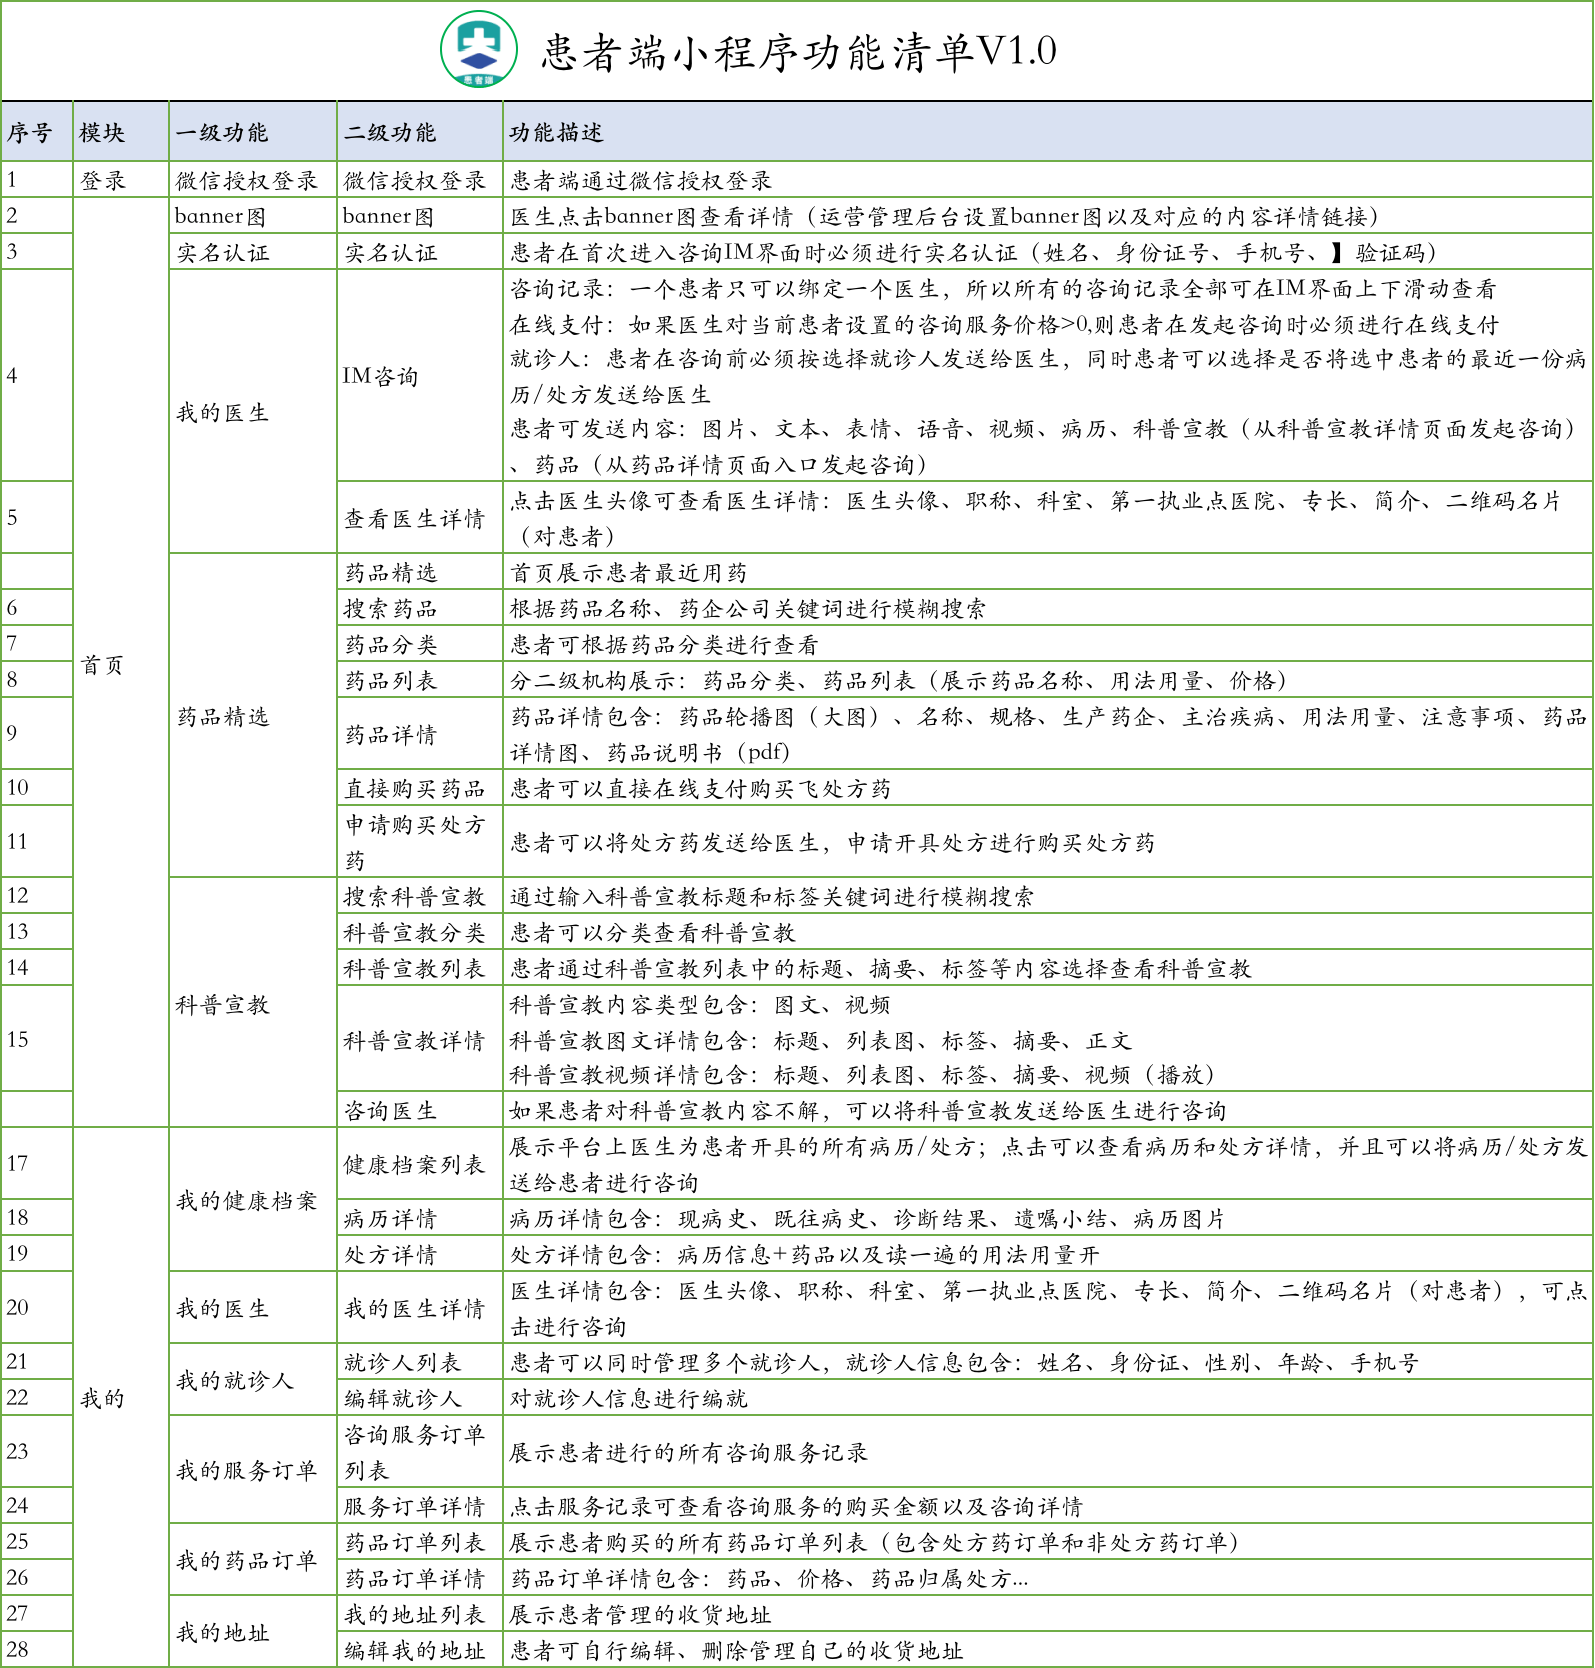 患者端
患者端小程序功能清单V1.0
序号 模块 一级功能 二级功能 功能描述
1 登录 微信授权登录 微信授权登录 患者端通过微信授权登录
2 banner图 banner图 医生点击banner图查看详情（运营管理后台设置banner图以及对应的内容详情链接）
3 实名认证 实名认证 患者在首次进入咨询IM界面时必须进行实名认证（姓名、身份证号、手机号、】验证码）
咨询记录：一个患者只可以绑定一个医生，所以所有的咨询记录全部可在IM界面上下滑动查看
在线支付：如果医生对当前患者设置的咨询服务价格>0,则患者在发起咨询时必须进行在线支付
就诊人：患者在咨询前必须按选择就诊人发送给医生，同时患者可以选择是否将选中患者的最近一份病
4 IM咨询
历/处方发送给医生
我的医生
患者可发送内容：图片、文本、表情、语音、视频、病历、科普宣教（从科普宣教详情页面发起咨询）
、药品（从药品详情页面入口发起咨询）
点击医生头像可查看医生详情：医生头像、职称、科室、第一执业点医院、专长、简介、二维码名片
5 查看医生详情
（对患者）
药品精选 首页展示患者最近用药
6 搜索药品 根据药品名称、药企公司关键词进行模糊搜索
7 药品分类 患者可根据药品分类进行查看
首页
8 药品列表 分二级机构展示：药品分类、药品列表（展示药品名称、用法用量、价格）
药品精选
药品详情包含：药品轮播图（大图）、名称、规格、生产药企、主治疾病、用法用量、注意事项、药品
9 药品详情
详情图、药品说明书（pdf）
10 直接购买药品 患者可以直接在线支付购买飞处方药
申请购买处方
11 患者可以将处方药发送给医生，申请开具处方进行购买处方药
药
12 搜索科普宣教 通过输入科普宣教标题和标签关键词进行模糊搜索
13 科普宣教分类 患者可以分类查看科普宣教
14 科普宣教列表 患者通过科普宣教列表中的标题、摘要、标签等内容选择查看科普宣教
科普宣教
科普宣教内容类型包含：图文、视频
15 科普宣教详情 科普宣教图文详情包含：标题、列表图、标签、摘要、正文
科普宣教视频详情包含：标题、列表图、标签、摘要、视频（播放）
咨询医生 如果患者对科普宣教内容不解，可以将科普宣教发送给医生进行咨询
展示平台上医生为患者开具的所有病历/处方；点击可以查看病历和处方详情，并且可以将病历/处方发
17 健康档案列表
送给患者进行咨询
我的健康档案
18 病历详情 病历详情包含：现病史、既往病史、诊断结果、遗嘱小结、病历图片
19 处方详情 处方详情包含：病历信息+药品以及读一遍的用法用量开
医生详情包含：医生头像、职称、科室、第一执业点医院、专长、简介、二维码名片（对患者），可点
20 我的医生 我的医生详情
击进行咨询
21 就诊人列表 患者可以同时管理多个就诊人，就诊人信息包含：姓名、身份证、性别、年龄、手机号
我的就诊人
22 我的 编辑就诊人 对就诊人信息进行编就
咨询服务订单
23 展示患者进行的所有咨询服务记录
列表
我的服务订单
24 服务订单详情 点击服务记录可查看咨询服务的购买金额以及咨询详情
25 药品订单列表 展示患者购买的所有药品订单列表（包含处方药订单和非处方药订单）
我的药品订单
26 药品订单详情 药品订单详情包含：药品、价格、药品归属处方...
27 我的地址列表 展示患者管理的收货地址
我的地址
28 编辑我的地址 患者可自行编辑、删除管理自己的收货地址